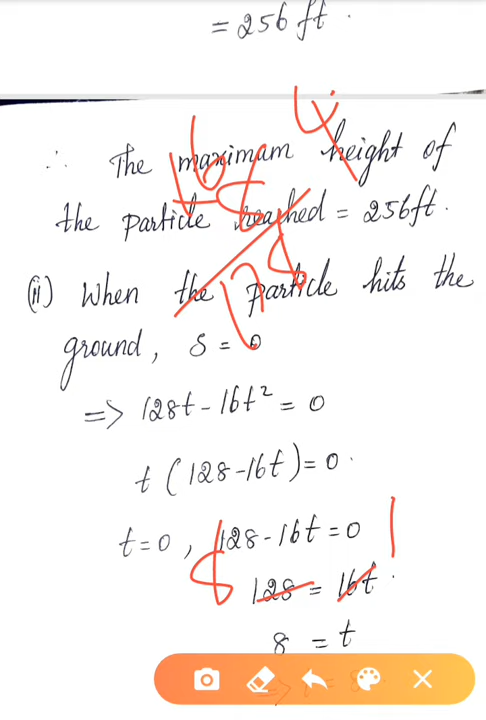 = 256 ft.
∴ The maximam height of
the particle reached = 256ft.
(ii) When the particle hits the
ground, S = 0
=> 128t - 16t² = 0
t (128-16t) = 0.
t=0, 128-16t=0
128 = 16t.
8 = t